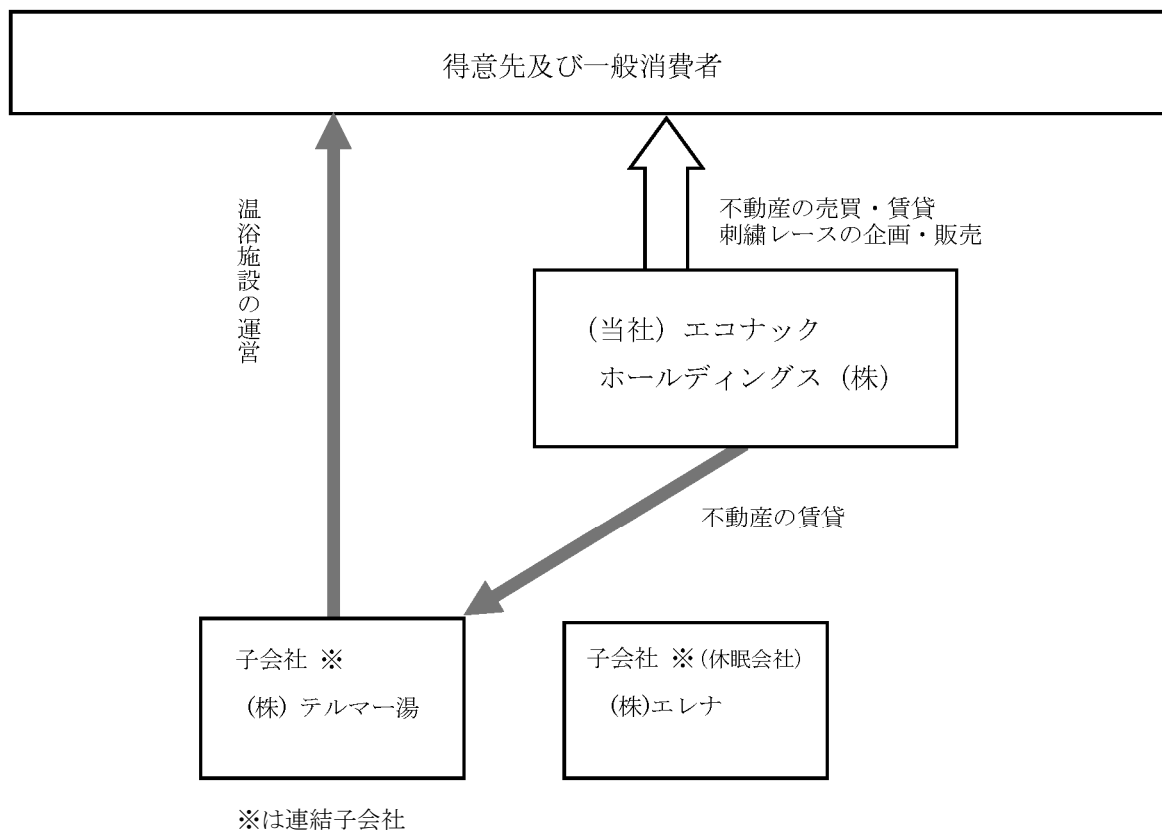 得意先及び一般消費者
温浴施設の運営
不動産の売買・賃貸
刺繍レースの企画・販売
(当社) エコナック
ホールディングス (株)
不動産の賃貸
子会社 ※
(株) テルマー湯
子会社 ※ (休眠会社)
(株)エレナ
※は連結子会社